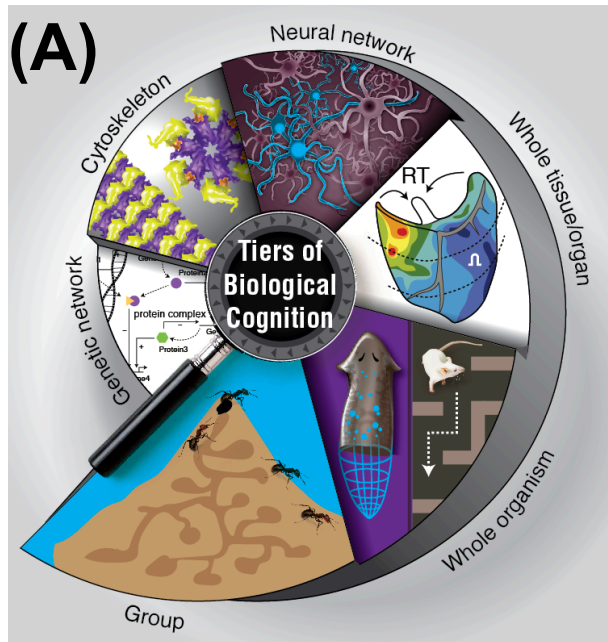 (A)
Neural network
Cytoskeleton
Whole tissue/organ
RT
Tiers of
Biological
Cognition
Genetic network
protein complex
Protein3
Whole organism
Group